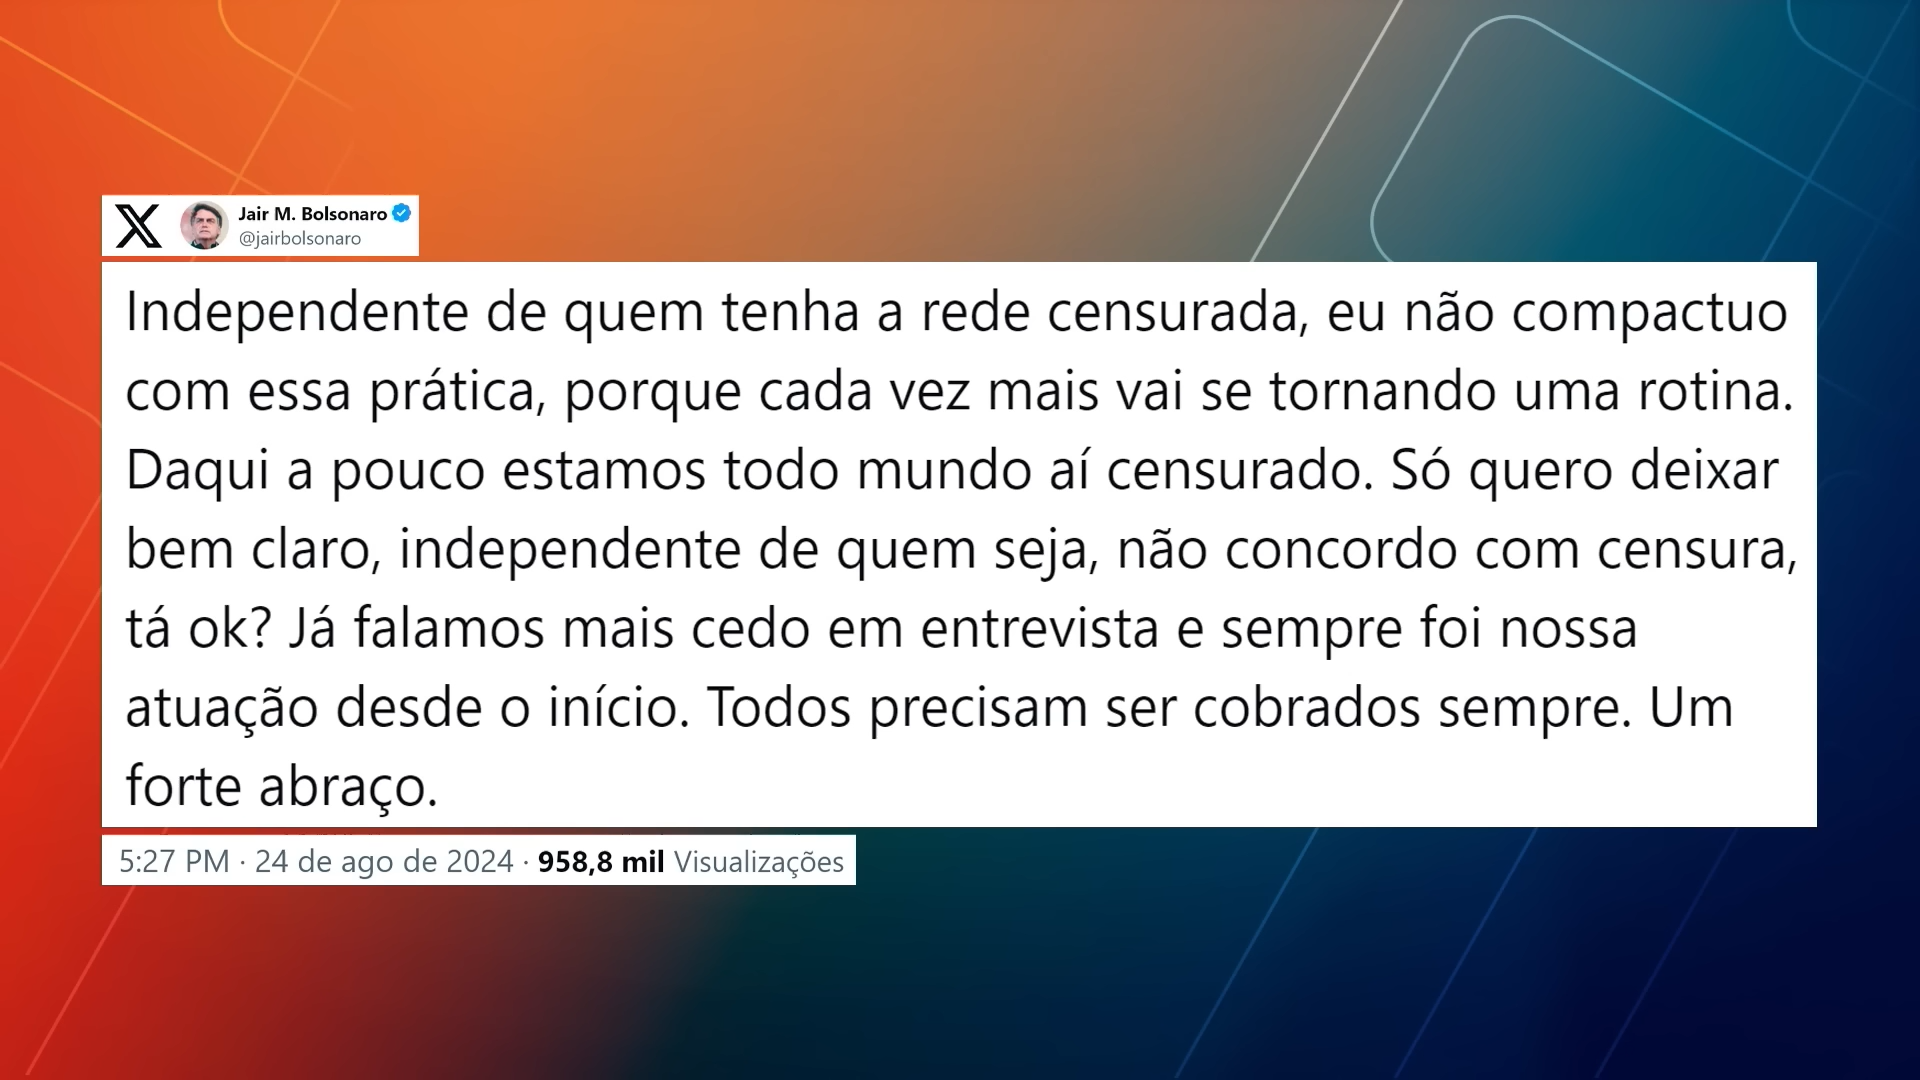 Jair M. Bolsonaro
@jairbolsonaro
Independente de quem tenha a rede censurada, eu não compactuo
com essa prática, porque cada vez mais vai se tornando uma rotina.
Daqui a pouco estamos todo mundo aí censurado. Só quero deixar
bem claro, independente de quem seja, não concordo com censura,
tá ok? Já falamos mais cedo em entrevista e sempre foi nossa
atuação desde o início. Todos precisam ser cobrados sempre. Um
forte abraço.
5:27 PM · 24 de ago de 2024 · 958,8 mil Visualizações